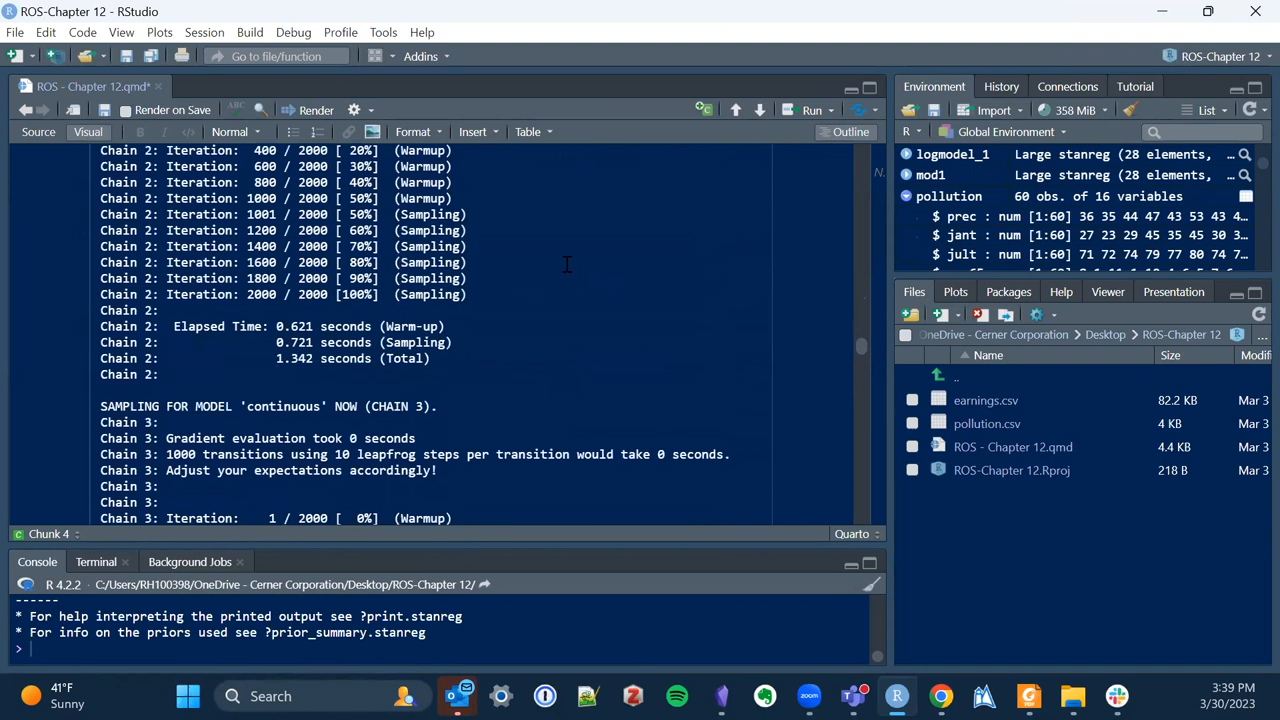 ROS-Chapter 12 - RStudio
File Edit Code View Plots Session Build Debug Profile Tools Help
Go to file/function Addins ROS-Chapter 12
ROS - Chapter 12.qmd*
Render on Save ABC Render Run
Source Visual B I </> Normal Format Insert Table Outline
Chain 2: Iteration: 400 / 2000 [ 20%] (Warmup)
Chain 2: Iteration: 600 / 2000 [ 30%] (Warmup)
Chain 2: Iteration: 800 / 2000 [ 40%] (Warmup)
Chain 2: Iteration: 1000 / 2000 [ 50%] (Warmup)
Chain 2: Iteration: 1001 / 2000 [ 50%] (Sampling)
Chain 2: Iteration: 1200 / 2000 [ 60%] (Sampling)
Chain 2: Iteration: 1400 / 2000 [ 70%] (Sampling)
Chain 2: Iteration: 1600 / 2000 [ 80%] (Sampling)
Chain 2: Iteration: 1800 / 2000 [ 90%] (Sampling)
Chain 2: Iteration: 2000 / 2000 [100%] (Sampling)
Chain 2:
Chain 2: Elapsed Time: 0.621 seconds (Warm-up)
Chain 2: 0.721 seconds (Sampling)
Chain 2: 1.342 seconds (Total)
Chain 2:
SAMPLING FOR MODEL 'continuous' NOW (CHAIN 3).
Chain 3:
Chain 3: Gradient evaluation took 0 seconds
Chain 3: 1000 transitions using 10 leapfrog steps per transition would take 0 seconds.
Chain 3: Adjust your expectations accordingly!
Chain 3:
Chain 3:
Chain 3: Iteration: 1 / 2000 [ 0%] (Warmup)
Chunk 4 Quarto
Console Terminal Background Jobs
R 4.2.2 · C:/Users/RH100398/OneDrive - Cerner Corporation/Desktop/ROS-Chapter 12/
------
* For help interpreting the printed output see ?print.stanreg
* For info on the priors used see ?prior_summary.stanreg
>
Environment History Connections Tutorial
Import 358 MiB List
R Global Environment
logmodel_1 Large stanreg (28 elements, ...
mod1 Large stanreg (28 elements, ...
pollution 60 obs. of 16 variables
$ prec : num [1:60] 36 35 44 47 43 53 43 4...
$ jant : num [1:60] 27 23 29 45 35 45 30 3...
$ jult : num [1:60] 71 72 74 79 77 80 74 7...
Files Plots Packages Help Viewer Presentation
OneDrive - Cerner Corporation > Desktop > ROS-Chapter 12 ...
Name Size Modifi
..
earnings.csv 82.2 KB Mar 3
pollution.csv 4 KB Mar 3
ROS - Chapter 12.qmd 4.4 KB Mar 3
ROS-Chapter 12.Rproj 218 B Mar 3
41°F
Sunny
Search
zoom
3:39 PM
3/30/2023